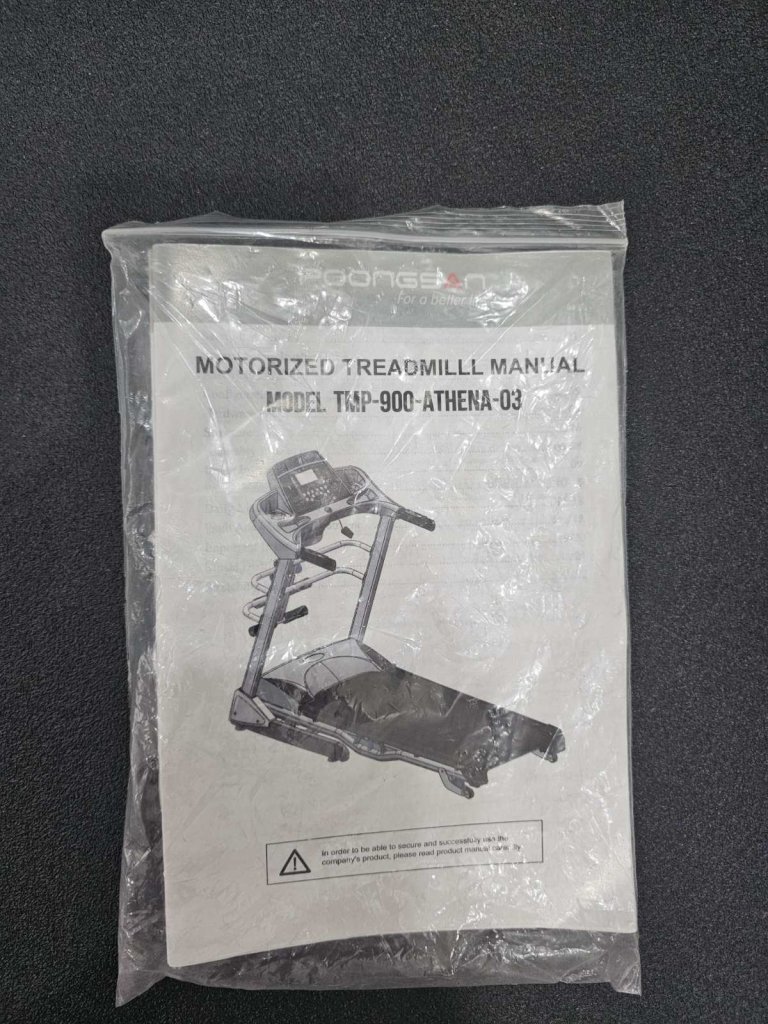 POONGSAN
For a better
MOTORIZED TREADMILLL MANUAL
MODEL TMP-900-ATHENA-03
In order to be able to secure and successfully use the
company's product, please read product manual carefully